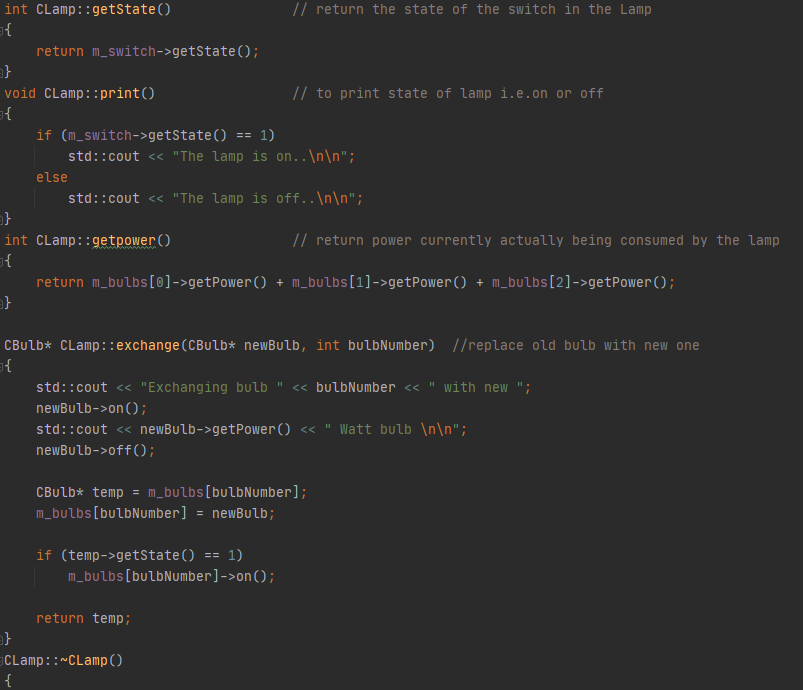 int CLamp::getState()               // return the state of the switch in the Lamp
{
    return m_switch->getState();
}
void CLamp::print()                 // to print state of lamp i.e.on or off
{
    if (m_switch->getState() == 1)
        std::cout << "The lamp is on..\n\n";
    else
        std::cout << "The lamp is off..\n\n";
}
int CLamp::getpower()               // return power currently actually being consumed by the lamp
{
    return m_bulbs[0]->getPower() + m_bulbs[1]->getPower() + m_bulbs[2]->getPower();
}

CBulb* CLamp::exchange(CBulb* newBulb, int bulbNumber)  //replace old bulb with new one
{
    std::cout << "Exchanging bulb " << bulbNumber << " with new ";
    newBulb->on();
    std::cout << newBulb->getPower() << " Watt bulb \n\n";
    newBulb->off();

    CBulb* temp = m_bulbs[bulbNumber];
    m_bulbs[bulbNumber] = newBulb;

    if (temp->getState() == 1)
        m_bulbs[bulbNumber]->on();

    return temp;
}
CLamp::~CLamp()
{